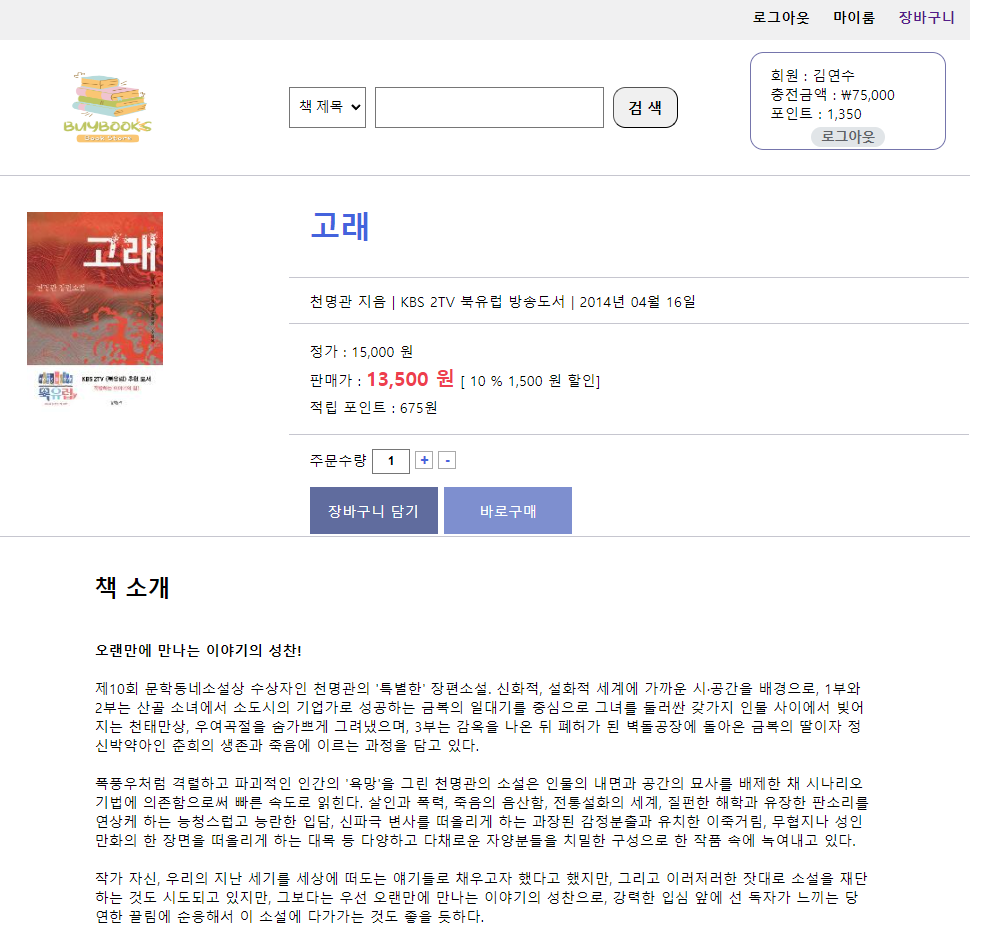 로그아웃 마이룸 장바구니
BUYBOOKS
BOOK STORE
책 제목 검 색
회원 : 김연수
충전금액 : ₩75,000
포인트 : 1,350
로그아웃
고래
고래
천명관 장편소설
KBS 2TV 《북유럽》 추천 도서
북유럽
천명관 지음 | KBS 2TV 북유럽 방송도서 | 2014년 04월 16일
정가 : 15,000 원
판매가 : 13,500 원 [ 10 % 1,500 원 할인]
적립 포인트 : 675원
주문수량 1 + -
장바구니 담기 바로구매
책 소개
오랜만에 만나는 이야기의 성찬!
제10회 문학동네소설상 수상자인 천명관의 '특별한' 장편소설. 신화적, 설화적 세계에 가까운 시·공간을 배경으로, 1부와
2부는 산골 소녀에서 소도시의 기업가로 성공하는 금복의 일대기를 중심으로 그녀를 둘러싼 갖가지 인물 사이에서 빚어
지는 천태만상, 우여곡절을 숨가쁘게 그려냈으며, 3부는 감옥을 나온 뒤 폐허가 된 벽돌공장에 돌아온 금복의 딸이자 정
신박약아인 춘희의 생존과 죽음에 이르는 과정을 담고 있다.
폭풍우처럼 격렬하고 파괴적인 인간의 '욕망'을 그린 천명관의 소설은 인물의 내면과 공간의 묘사를 배제한 채 시나리오
기법에 의존함으로써 빠른 속도로 읽힌다. 살인과 폭력, 죽음의 음산함, 전통설화의 세계, 질펀한 해학과 유장한 판소리를
연상케 하는 능청스럽고 능란한 입담, 신파극 변사를 떠올리게 하는 과장된 감정분출과 유치한 이죽거림, 무협지나 성인
만화의 한 장면을 떠올리게 하는 대목 등 다양하고 다채로운 자양분들을 치밀한 구성으로 한 작품 속에 녹여내고 있다.
작가 자신, 우리의 지난 세기를 세상에 떠도는 얘기들로 채우고자 했다고 했지만, 그리고 이러저러한 잣대로 소설을 재단
하는 것도 시도되고 있지만, 그보다는 우선 오랜만에 만나는 이야기의 성찬으로, 강력한 입심 앞에 선 독자가 느끼는 당
연한 끌림에 순응해서 이 소설에 다가가는 것도 좋을 듯하다.